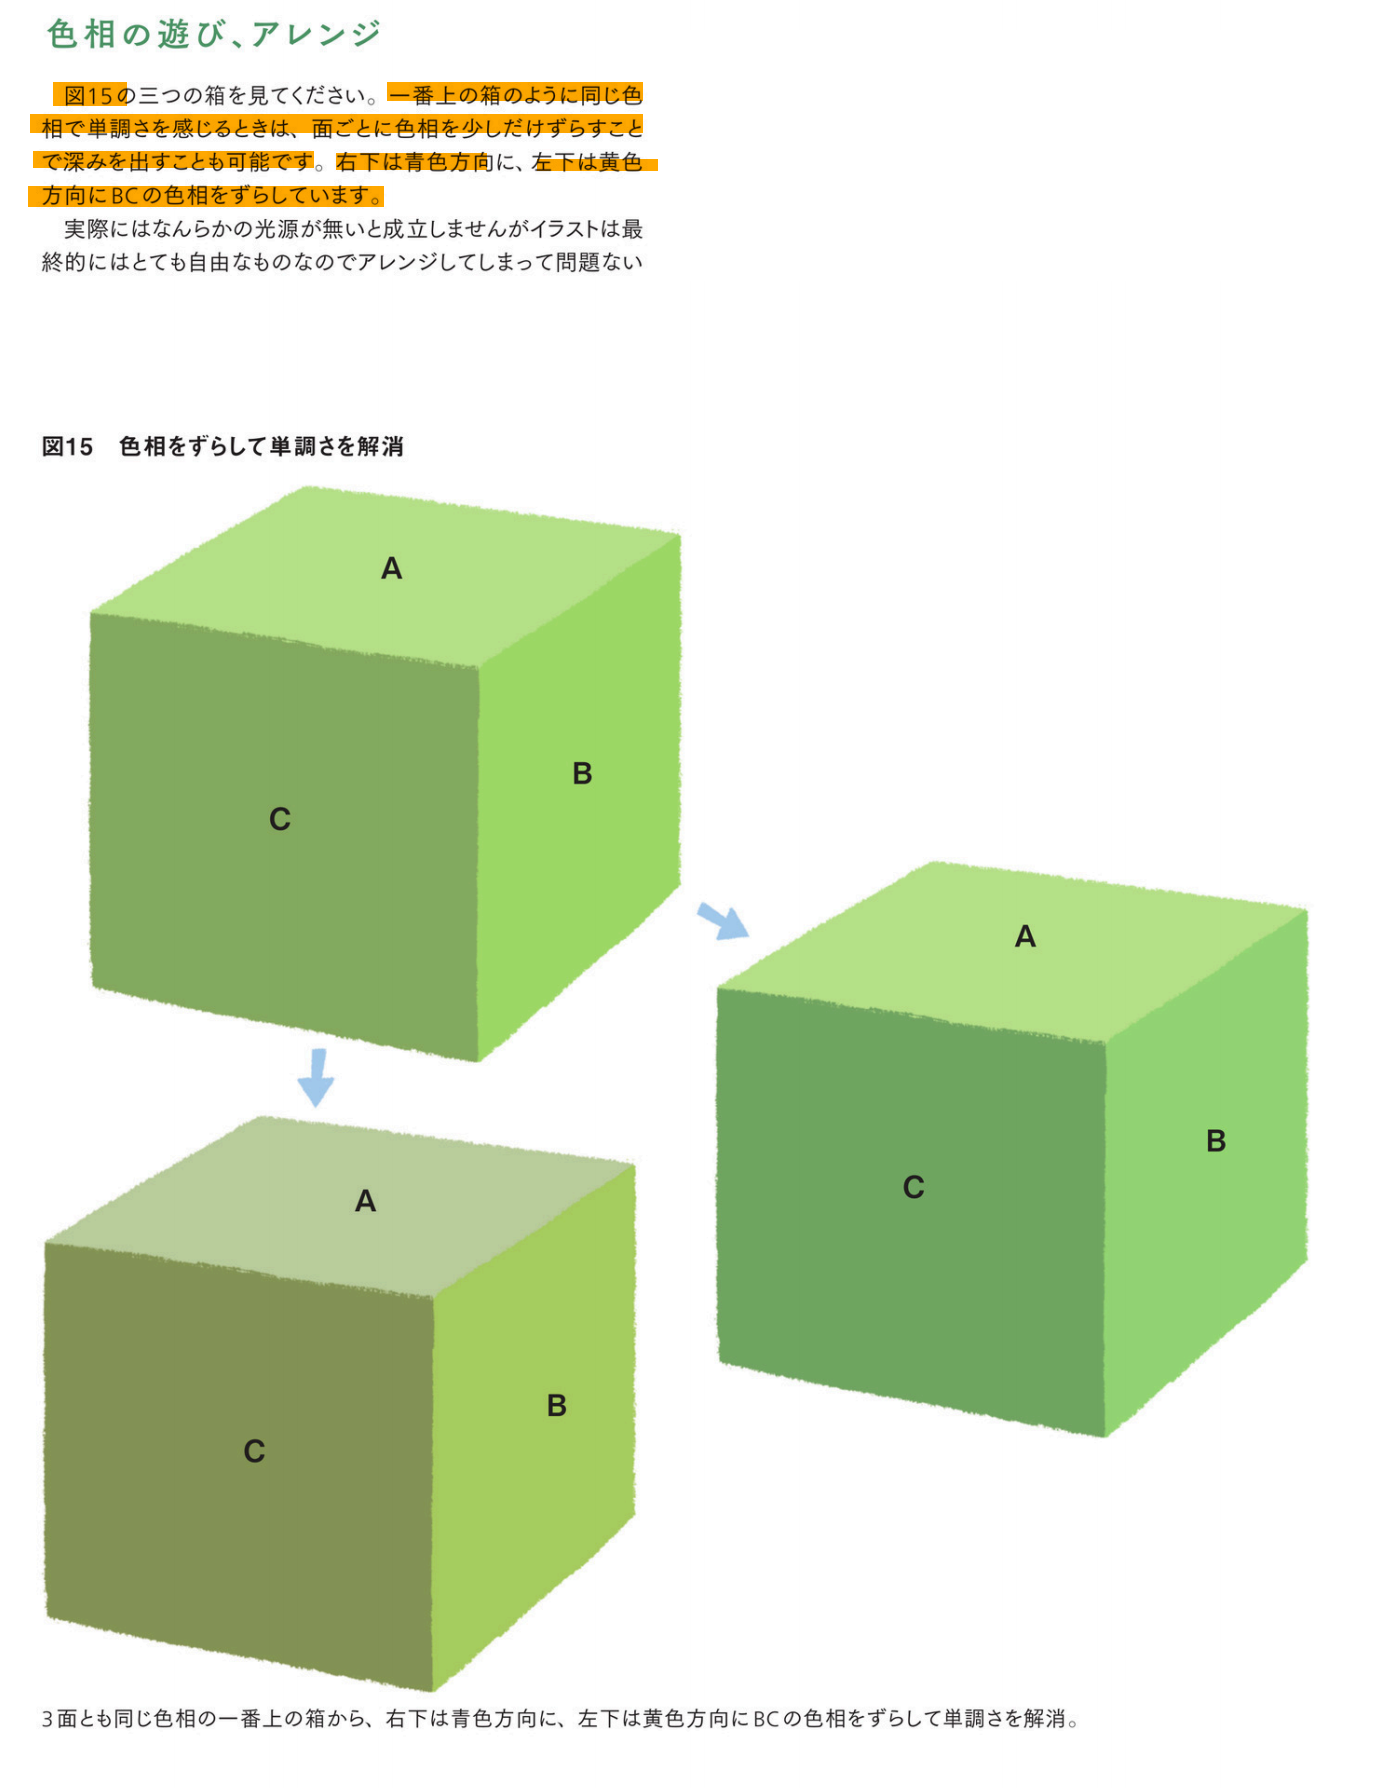 色相の遊び、アレンジ
図15の三つの箱を見てください。一番上の箱のように同じ色
相で単調さを感じるときは、面ごとに色相を少しだけずらすこと
で深みを出すことも可能です。右下は青色方向に、左下は黄色
方向にBCの色相をずらしています。
実際にはなんらかの光源が無いと成立しませんがイラストは最
終的にはとても自由なものなのでアレンジしてしまって問題ない
図15　色相をずらして単調さを解消
A
B
C
A
B
C
A
B
C
3面とも同じ色相の一番上の箱から、右下は青色方向に、左下は黄色方向にBCの色相をずらして単調さを解消。